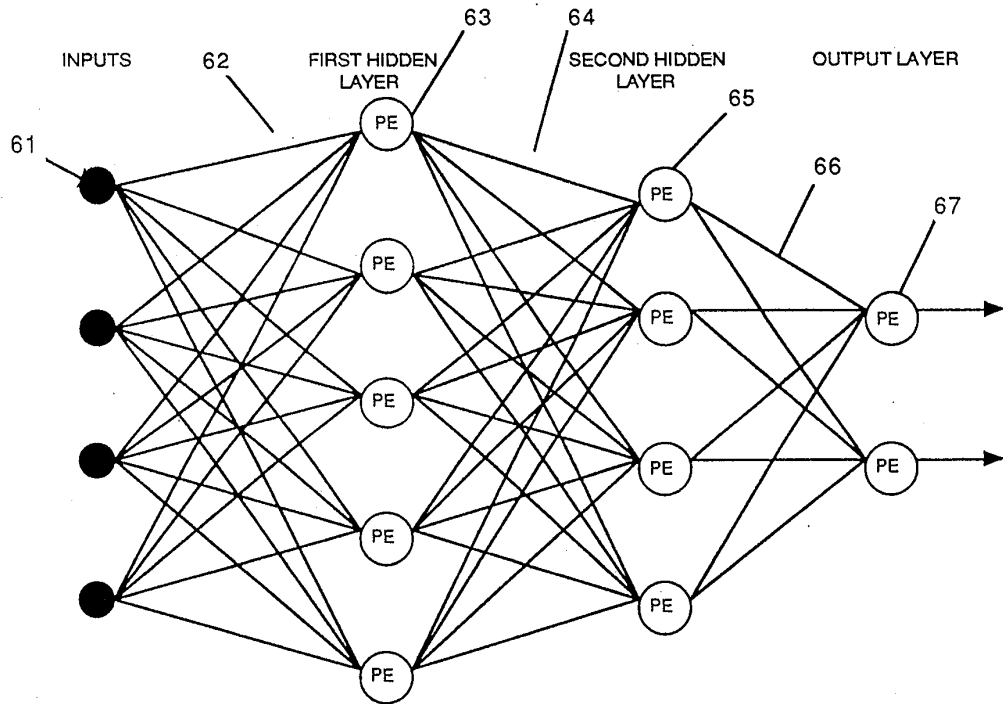 63
64
INPUTS
62
FIRST HIDDEN
LAYER
SECOND HIDDEN
LAYER
OUTPUT LAYER
65
61
66
67
PE
PE
PE
PE
PE
PE
PE
PE
PE
PE
PE